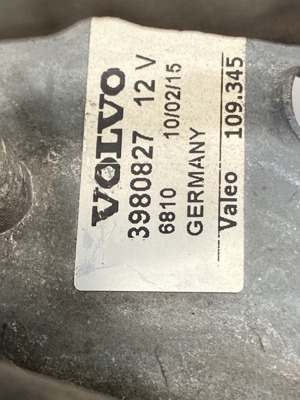 VOLVO
3980827 12 V
6810 10/02/15
GERMANY
Valeo 109.345